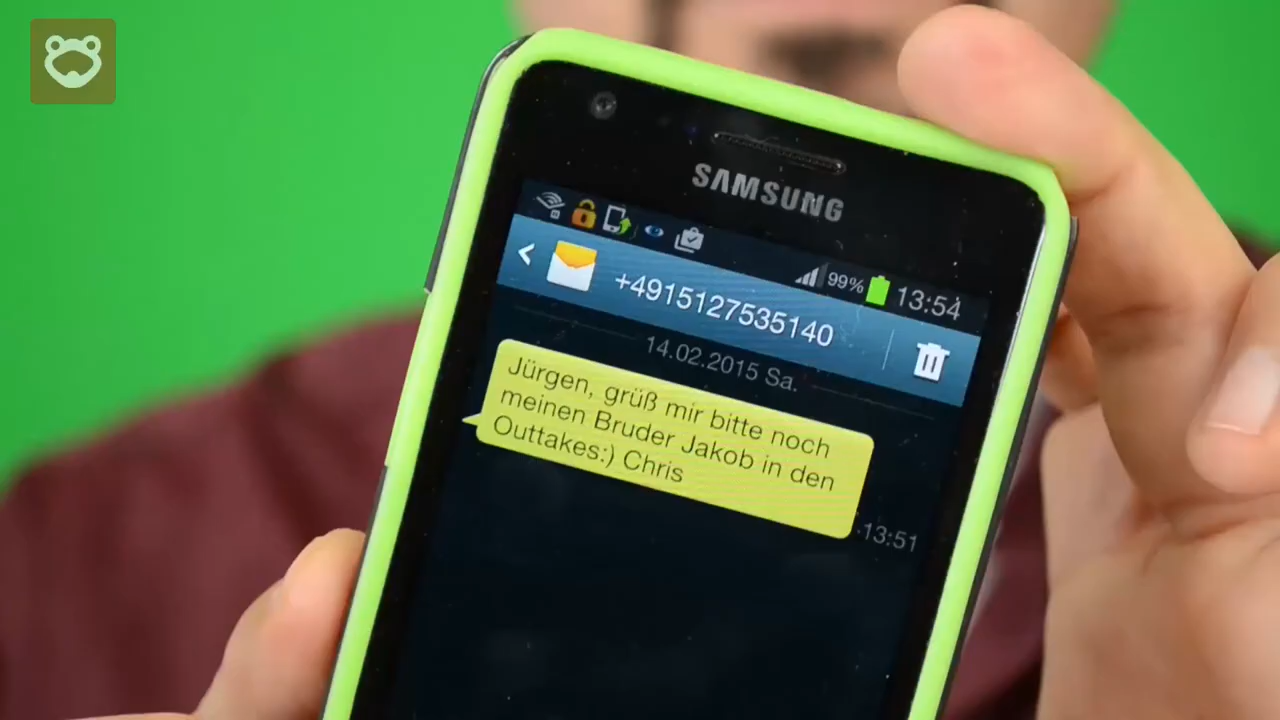 SAMSUNG
99% 13:54
+4915127535140
14.02.2015 Sa.
Jürgen, grüß mir bitte noch
meinen Bruder Jakob in den
Outtakes:) Chris
13:51